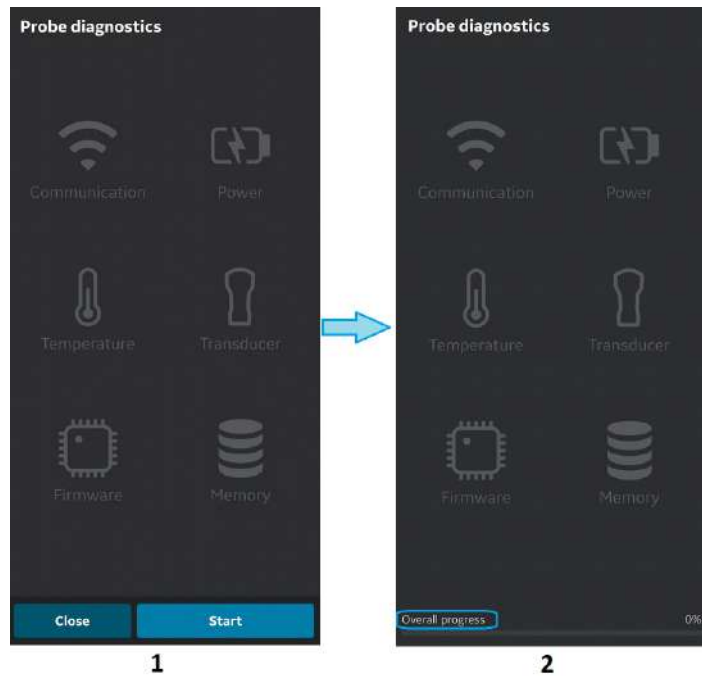 Probe diagnostics
Communication
Power
Temperature
Transducer
Firmware
Memory
Close
Start
1
Probe diagnostics
Communication
Power
Temperature
Transducer
Firmware
Memory
Overall progress
0%
2